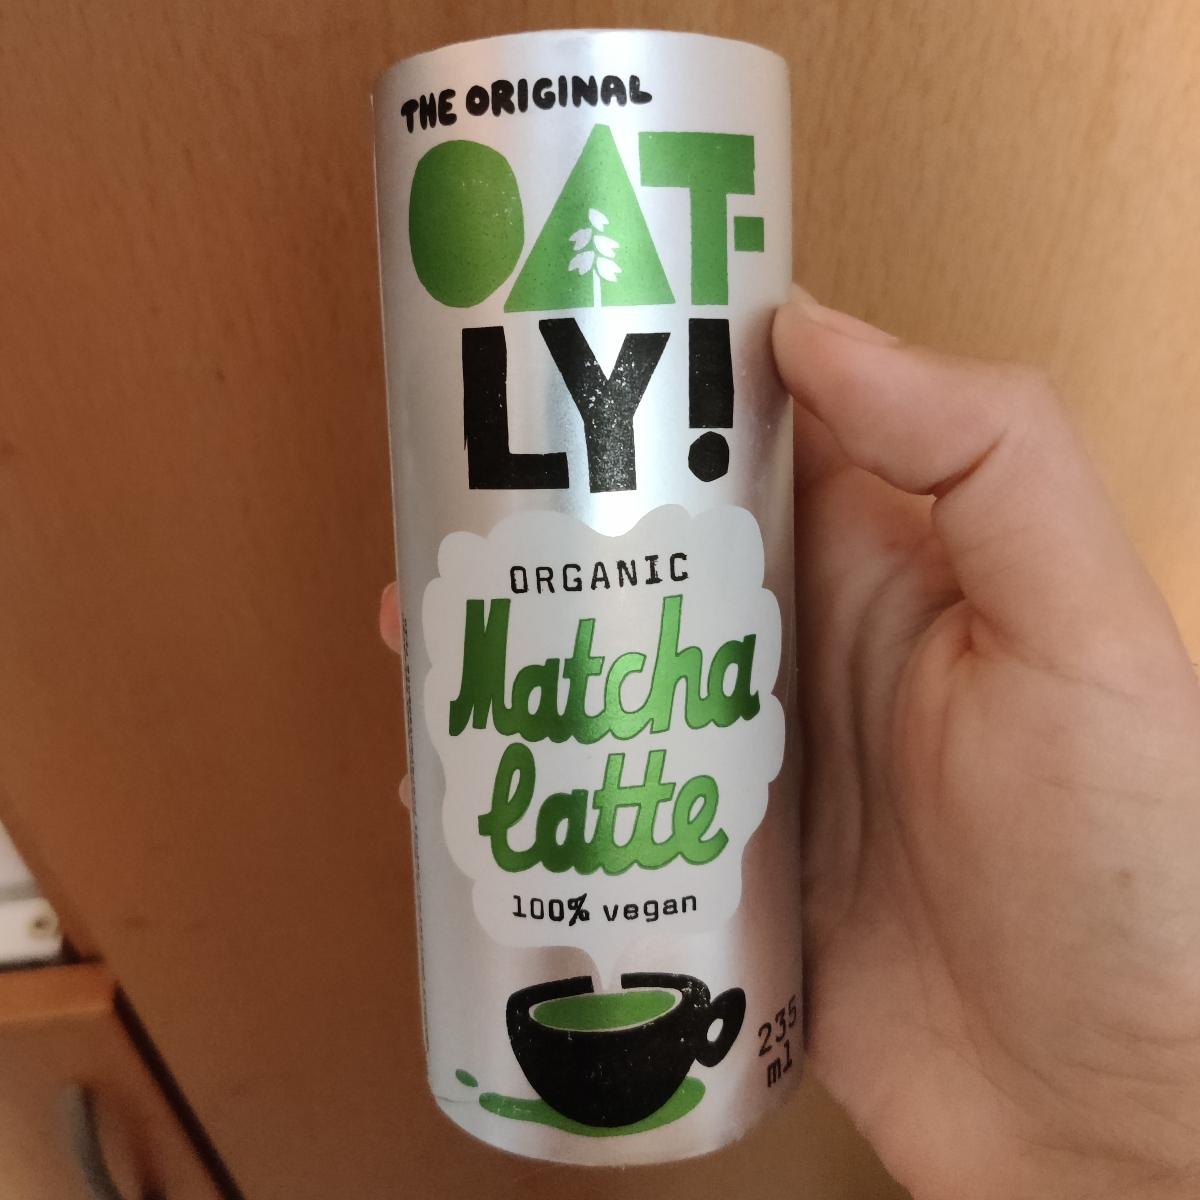 THE ORIGINAL
OAT-
LY!
ORGANIC
Matcha
latte
100% vegan
235
ml